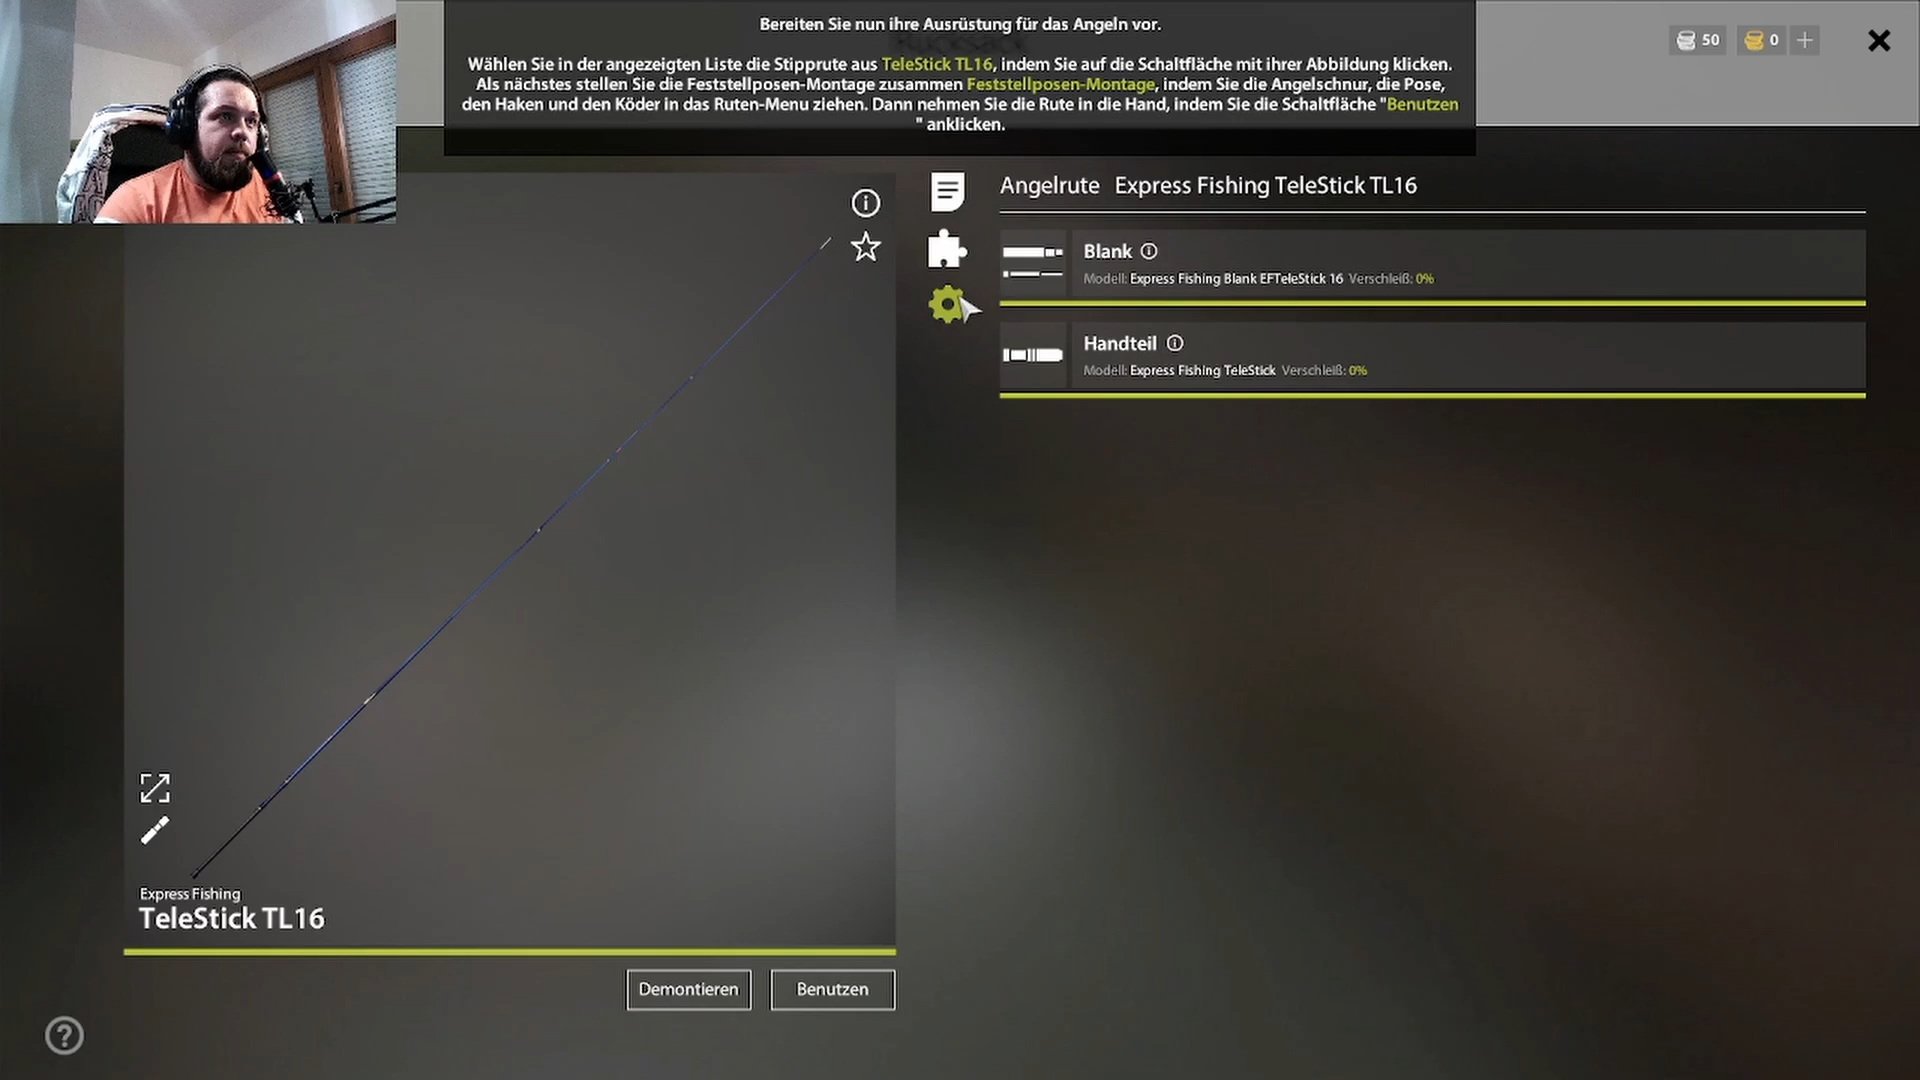 Bereiten Sie nun ihre Ausrüstung für das Angeln vor.
Wählen Sie in der angezeigten Liste die Stipprute aus TeleStick TL16, indem Sie auf die Schaltfläche mit ihrer Abbildung klicken.
Als nächstes stellen Sie die Feststellposen-Montage zusammen Feststellposen-Montage, indem Sie die Angelschnur, die Pose,
den Haken und den Köder in das Ruten-Menu ziehen. Dann nehmen Sie die Rute in die Hand, indem Sie die Schaltfläche "Benutzen
" anklicken.
50
0
Angelrute Express Fishing TeleStick TL16
Blank
Modell: Express Fishing Blank EFTeleStick 16 Verschleiß: 0%
Handteil
Modell: Express Fishing TeleStick Verschleiß: 0%
Express Fishing
TeleStick TL16
Demontieren
Benutzen